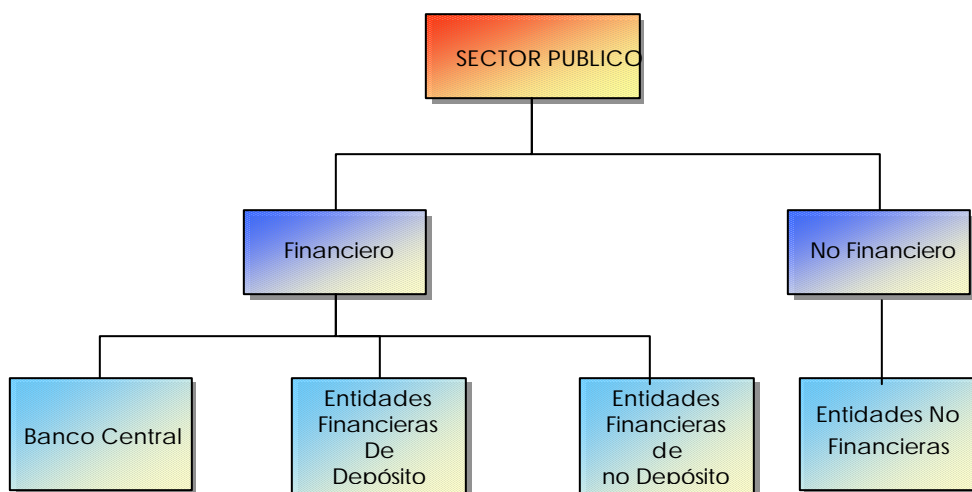 SECTOR PUBLICO
Financiero
No Financiero
Banco Central
Entidades
Financieras
De
Depósito
Entidades
Financieras
de
no Depósito
Entidades No
Financieras